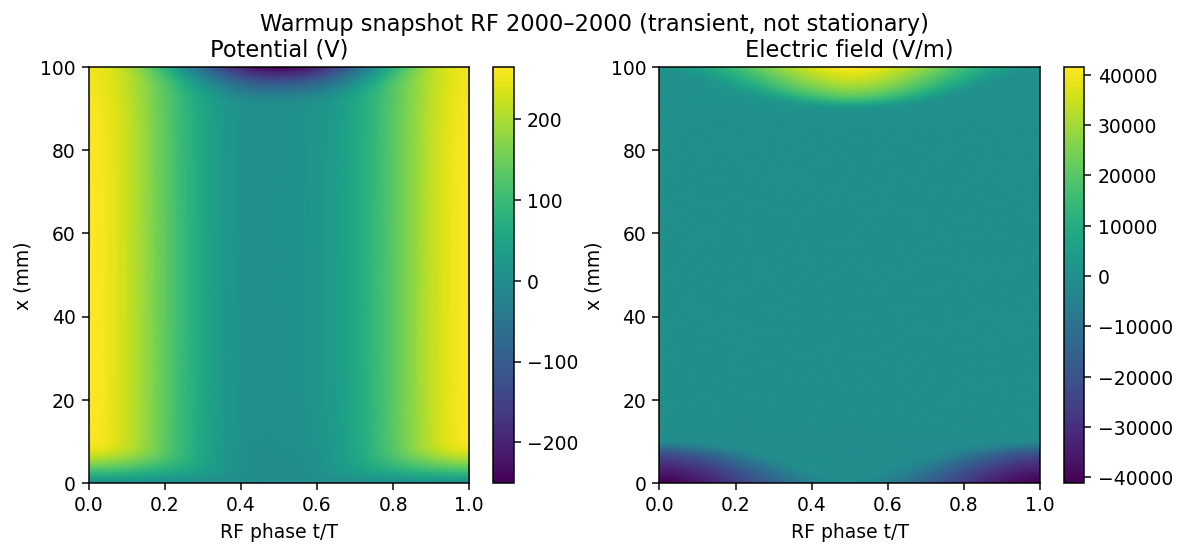 Warmup snapshot RF 2000–2000 (transient, not stationary)
Potential (V)
Electric field (V/m)
100
80
60
40
20
0
x (mm)
0.0 0.2 0.4 0.6 0.8 1.0
RF phase t/T
200
100
0
−100
−200
100
80
60
40
20
0
x (mm)
0.0 0.2 0.4 0.6 0.8 1.0
RF phase t/T
40000
30000
20000
10000
0
−10000
−20000
−30000
−40000